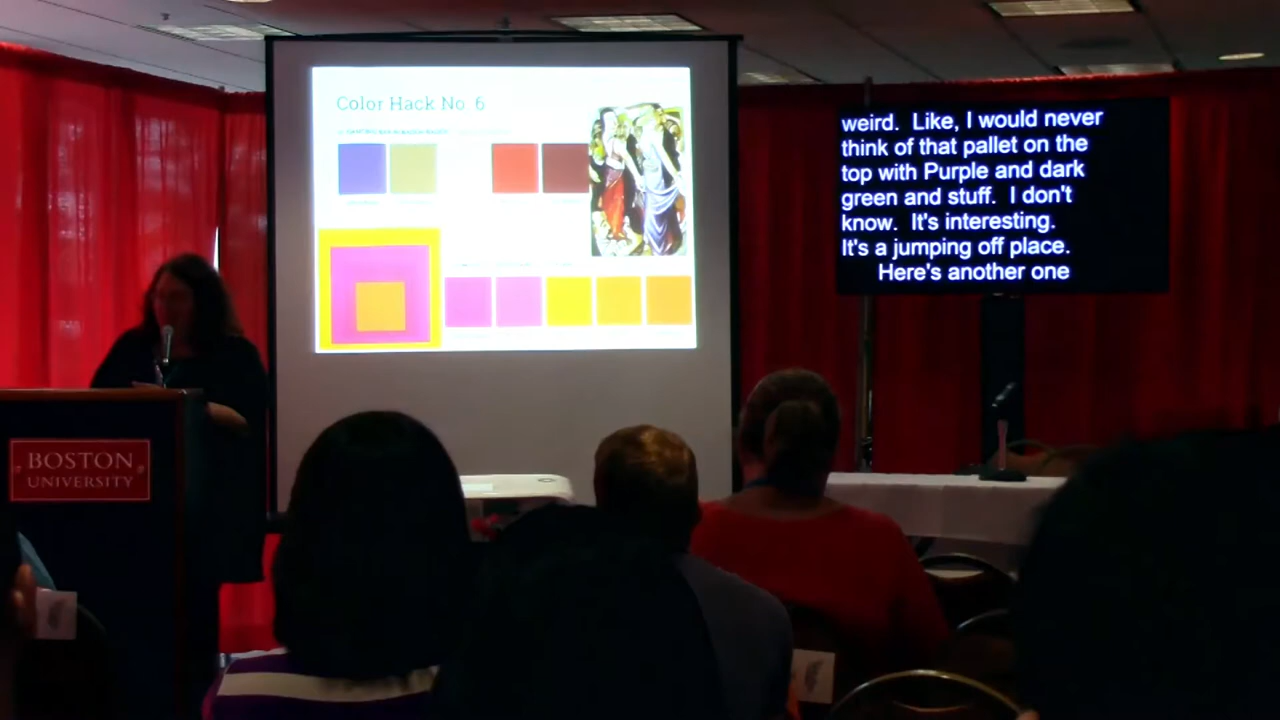 Color Hack No. 6
weird. Like, I would never
think of that pallet on the
top with Purple and dark
green and stuff. I don't
know. It's interesting.
It's a jumping off place.
Here's another one
BOSTON
UNIVERSITY